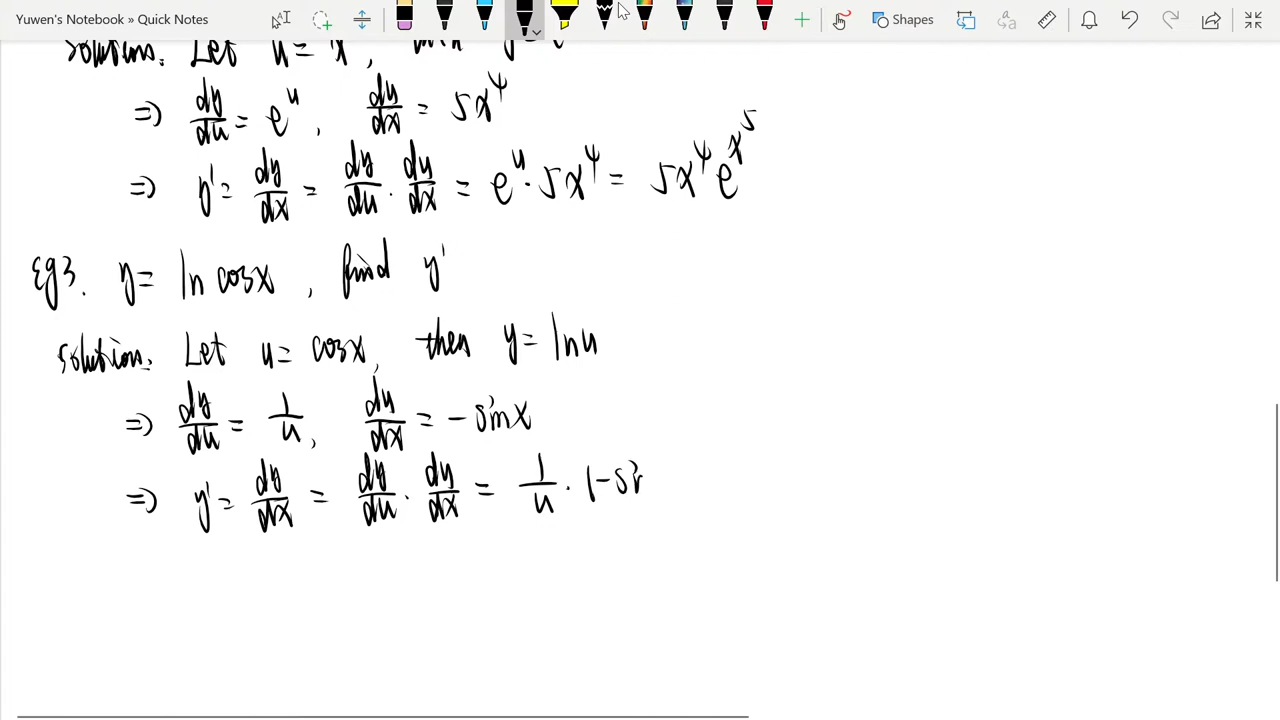 Yuwen's Notebook » Quick Notes
Shapes
solution. Let u = x ,
⇒ dy/du = e^u , du/dx = 5x^4
⇒ y' = dy/dx = dy/du · du/dx = e^u · 5x^4 = 5x^4 e^x^5
Eg3. y = ln cosx , find y'
solution. Let u = cosx, then y = ln u
⇒ dy/du = 1/u , du/dx = - sinx
⇒ y' = dy/dx = dy/du · du/dx = 1/u · (-si